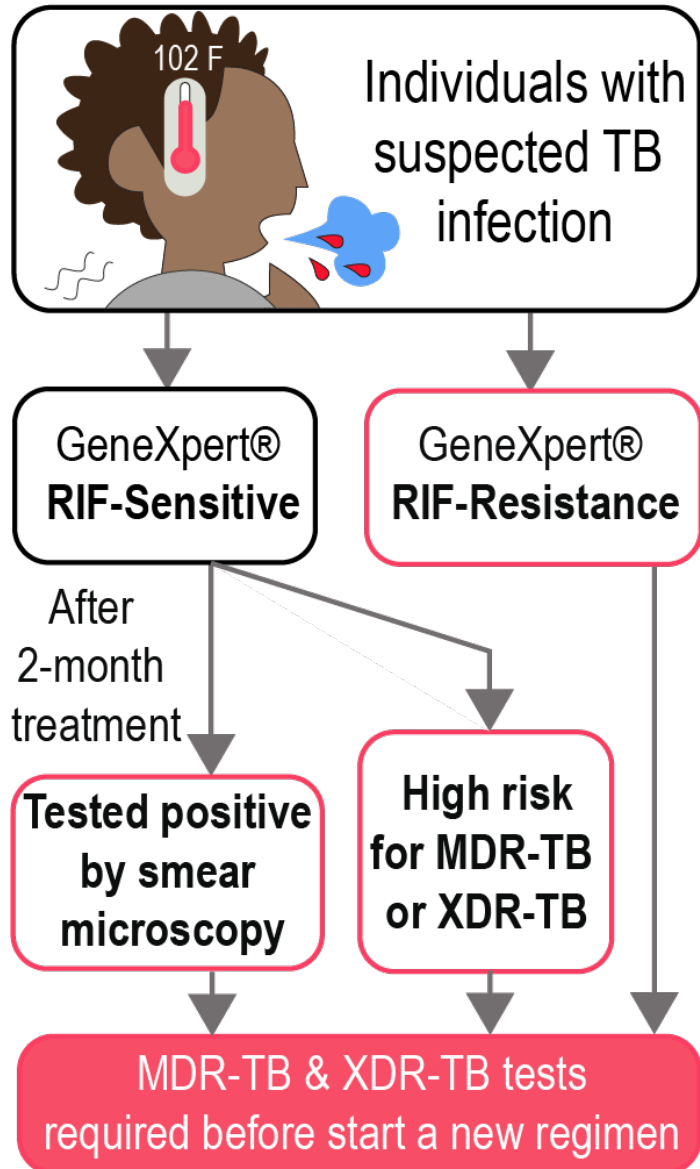 102 F
Individuals with
suspected TB
infection
GeneXpert®
RIF-Sensitive
GeneXpert®
RIF-Resistance
After
2-month
treatment
Tested positive
by smear
microscopy
High risk
for MDR-TB
or XDR-TB
MDR-TB & XDR-TB tests
required before start a new regimen